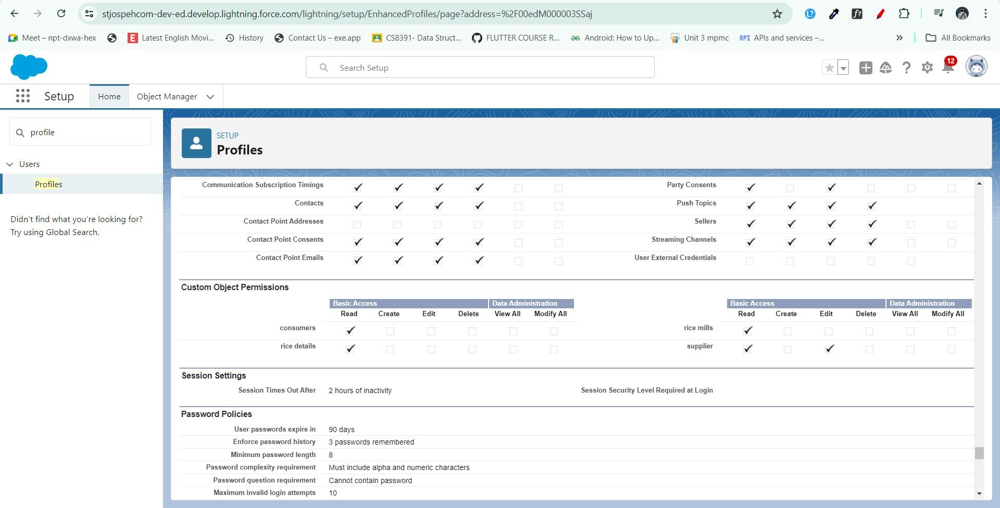 stjospehcom-dev-ed.develop.lightning.force.com/lightning/setup/EnhancedProfiles/page?address=%2F00edM000003SSaj
Meet – npt-dxwa-hex
Latest English Movi...
History
Contact Us – exe.app
CS8391- Data Struct...
FLUTTER COURSE R...
Android: How to Up...
Unit 3 mpmc
API APIs and services –...
All Bookmarks
Search Setup
12
Setup
Home
Object Manager
profile
Users
Profiles
Didn't find what you're looking for?
Try using Global Search.
SETUP
Profiles
Communication Subscription Timings
Party Consents
Contacts
Push Topics
Contact Point Addresses
Sellers
Contact Point Consents
Streaming Channels
Contact Point Emails
User External Credentials
Custom Object Permissions
Basic Access Data Administration
Basic Access Data Administration
Read Create Edit Delete View All Modify All
Read Create Edit Delete View All Modify All
consumers
rice mills
rice details
supplier
Session Settings
Session Times Out After 2 hours of inactivity
Session Security Level Required at Login
Password Policies
User passwords expire in 90 days
Enforce password history 3 passwords remembered
Minimum password length 8
Password complexity requirement Must include alpha and numeric characters
Password question requirement Cannot contain password
Maximum invalid login attempts 10